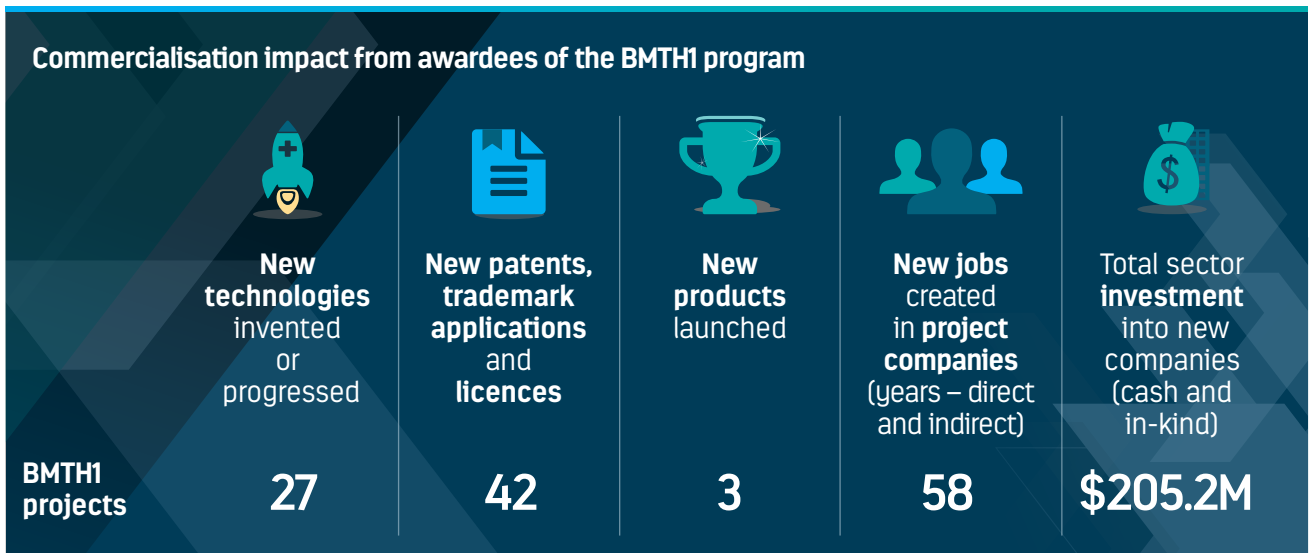 Commercialisation impact from awardees of the BMTH1 program
New
technologies
invented
or
progressed
New patents,
trademark
applications
and
licences
New
products
launched
New jobs
created
in project
companies
(years – direct
and indirect)
Total sector
investment
into new
companies
(cash and
in-kind)
$
BMTH1
projects
27
42
3
58
$205.2M